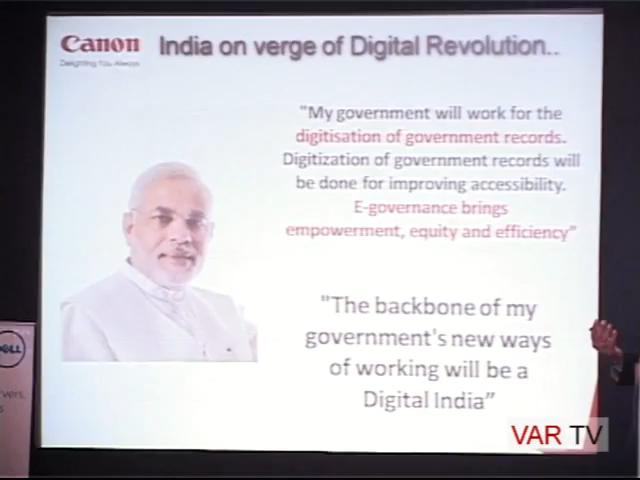 Canon
Delighting You Always
India on verge of Digital Revolution..
"My government will work for the
digitisation of government records.
Digitization of government records will
be done for improving accessibility.
E-governance brings
empowerment, equity and efficiency"
"The backbone of my
government's new ways
of working will be a
Digital India"
DELL
VAR TV